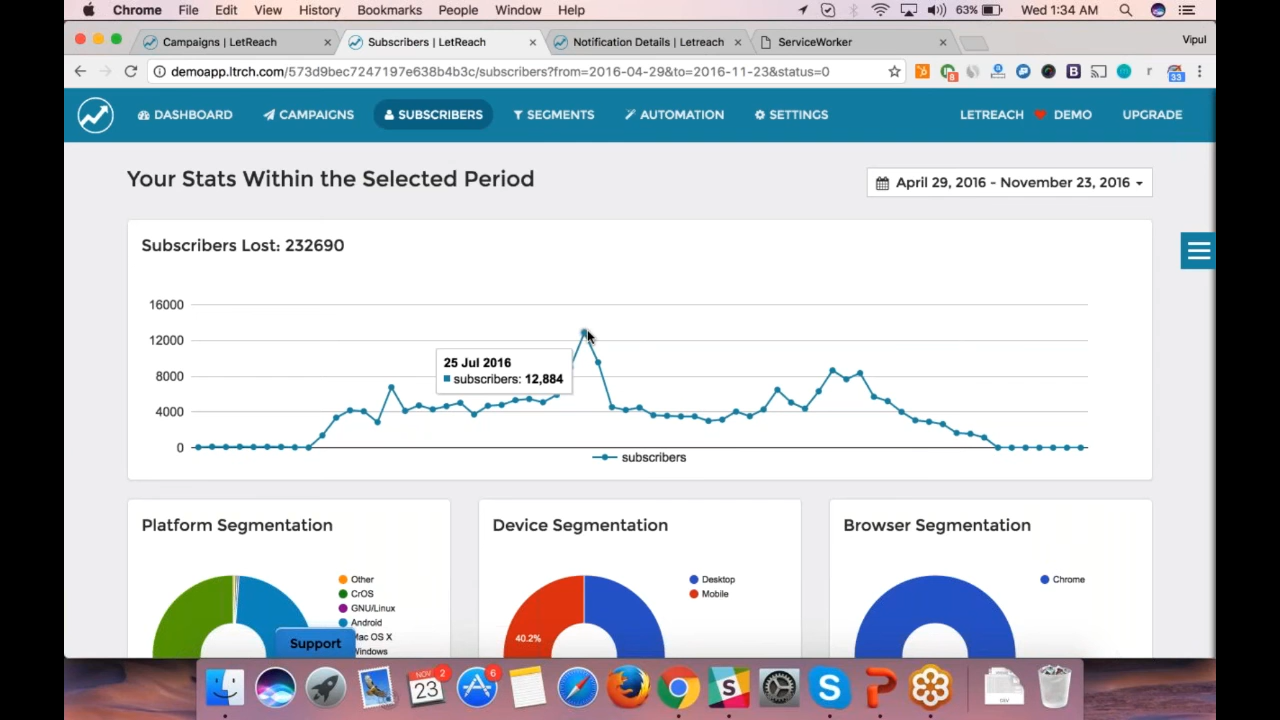 Chrome File Edit View History Bookmarks People Window Help 63% Wed 1:34 AM
Campaigns | LetReach × Subscribers | LetReach × Notification Details | Letreach × ServiceWorker × Vipul
demoapp.ltrch.com/573d9bec7247197e638b4b3c/subscribers?from=2016-04-29&to=2016-11-23&status=0
8 B r 33
DASHBOARD CAMPAIGNS SUBSCRIBERS SEGMENTS AUTOMATION SETTINGS LETREACH DEMO UPGRADE
Your Stats Within the Selected Period
April 29, 2016 - November 23, 2016
Subscribers Lost: 232690
16000
12000
8000
4000
0
25 Jul 2016
subscribers: 12,884
subscribers
Platform Segmentation
Other
CrOS
GNU/Linux
Android
Mac OS X
Windows
Device Segmentation
Desktop
Mobile
40.2%
Browser Segmentation
Chrome
Support
NOV 2
23
6
S
S